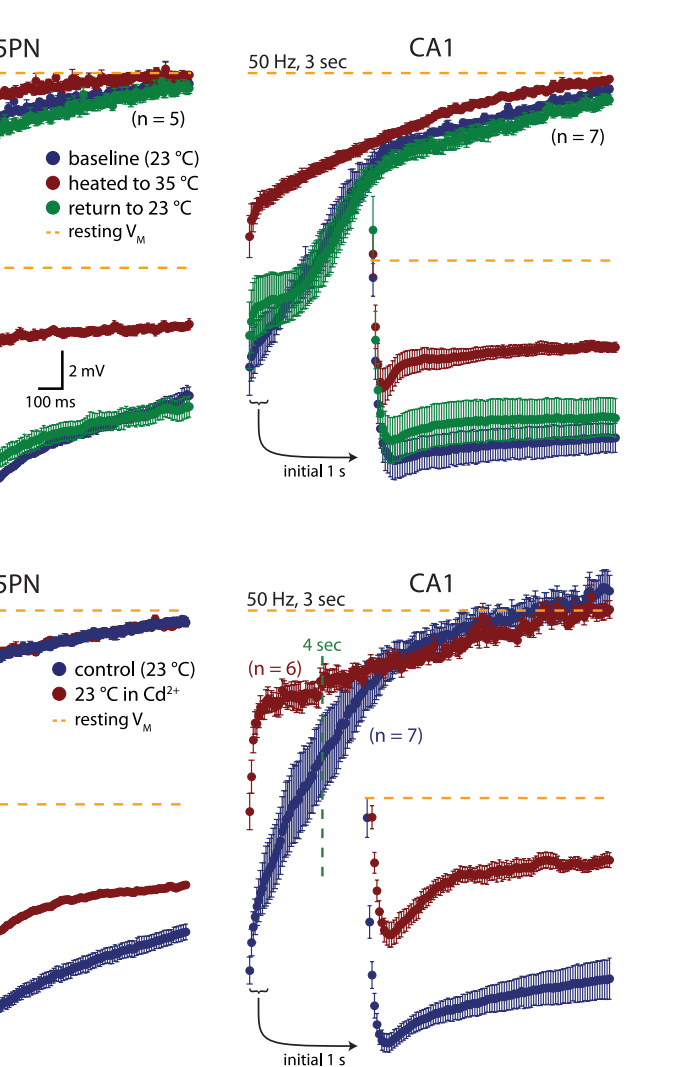 5PN
CA1
50 Hz, 3 sec
(n = 5)
(n = 7)
baseline (23 °C)
heated to 35 °C
return to 23 °C
resting VM
2 mV
100 ms
initial 1 s
5PN
CA1
50 Hz, 3 sec
4 sec
(n = 6)
control (23 °C)
23 °C in Cd2+
resting VM
(n = 7)
initial 1 s